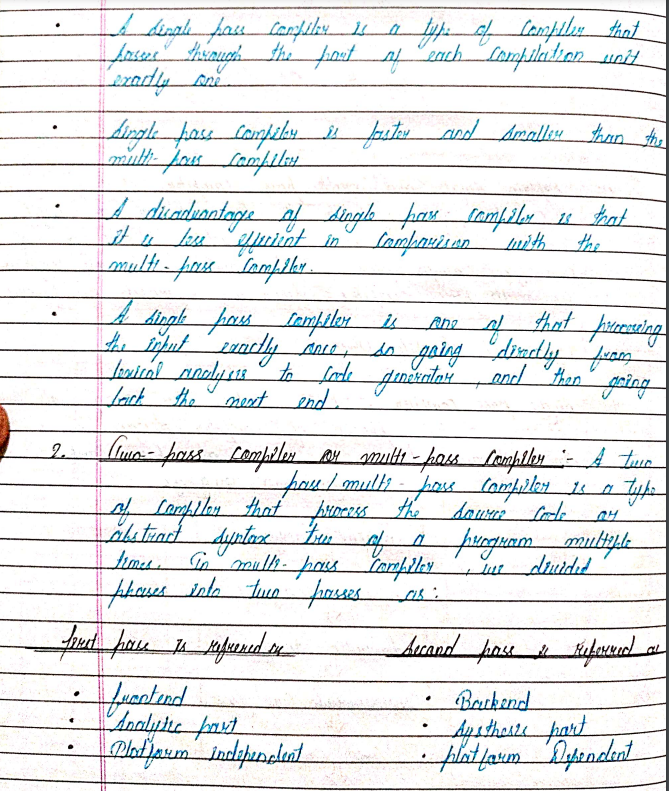 • A single pass compiler is a type of compiler that
passes through the part of each compilation unit
exactly one.
• Single pass compiler is faster and smaller than the
multi-pass compiler
• A disadvantage of single pass compiler is that
it is less efficient in comparison with the
multi-pass compiler.
• A single pass compiler is one of that processing
the input exactly once, so going directly from
lexical analysis to code generator, and then going
back the next end.
2. Two-pass compiler or multi-pass compiler :- A two
pass/multi-pass compiler is a type
of compiler that process the source code or
abstract syntax tree of a program multiple
times. In multi-pass compiler, we divided
phases into two passes as:
first pass is refrered as Second pass is referred as
• frontend • Backend
• Analytic part • Systhesis part
• Platform independent • platform Dependent